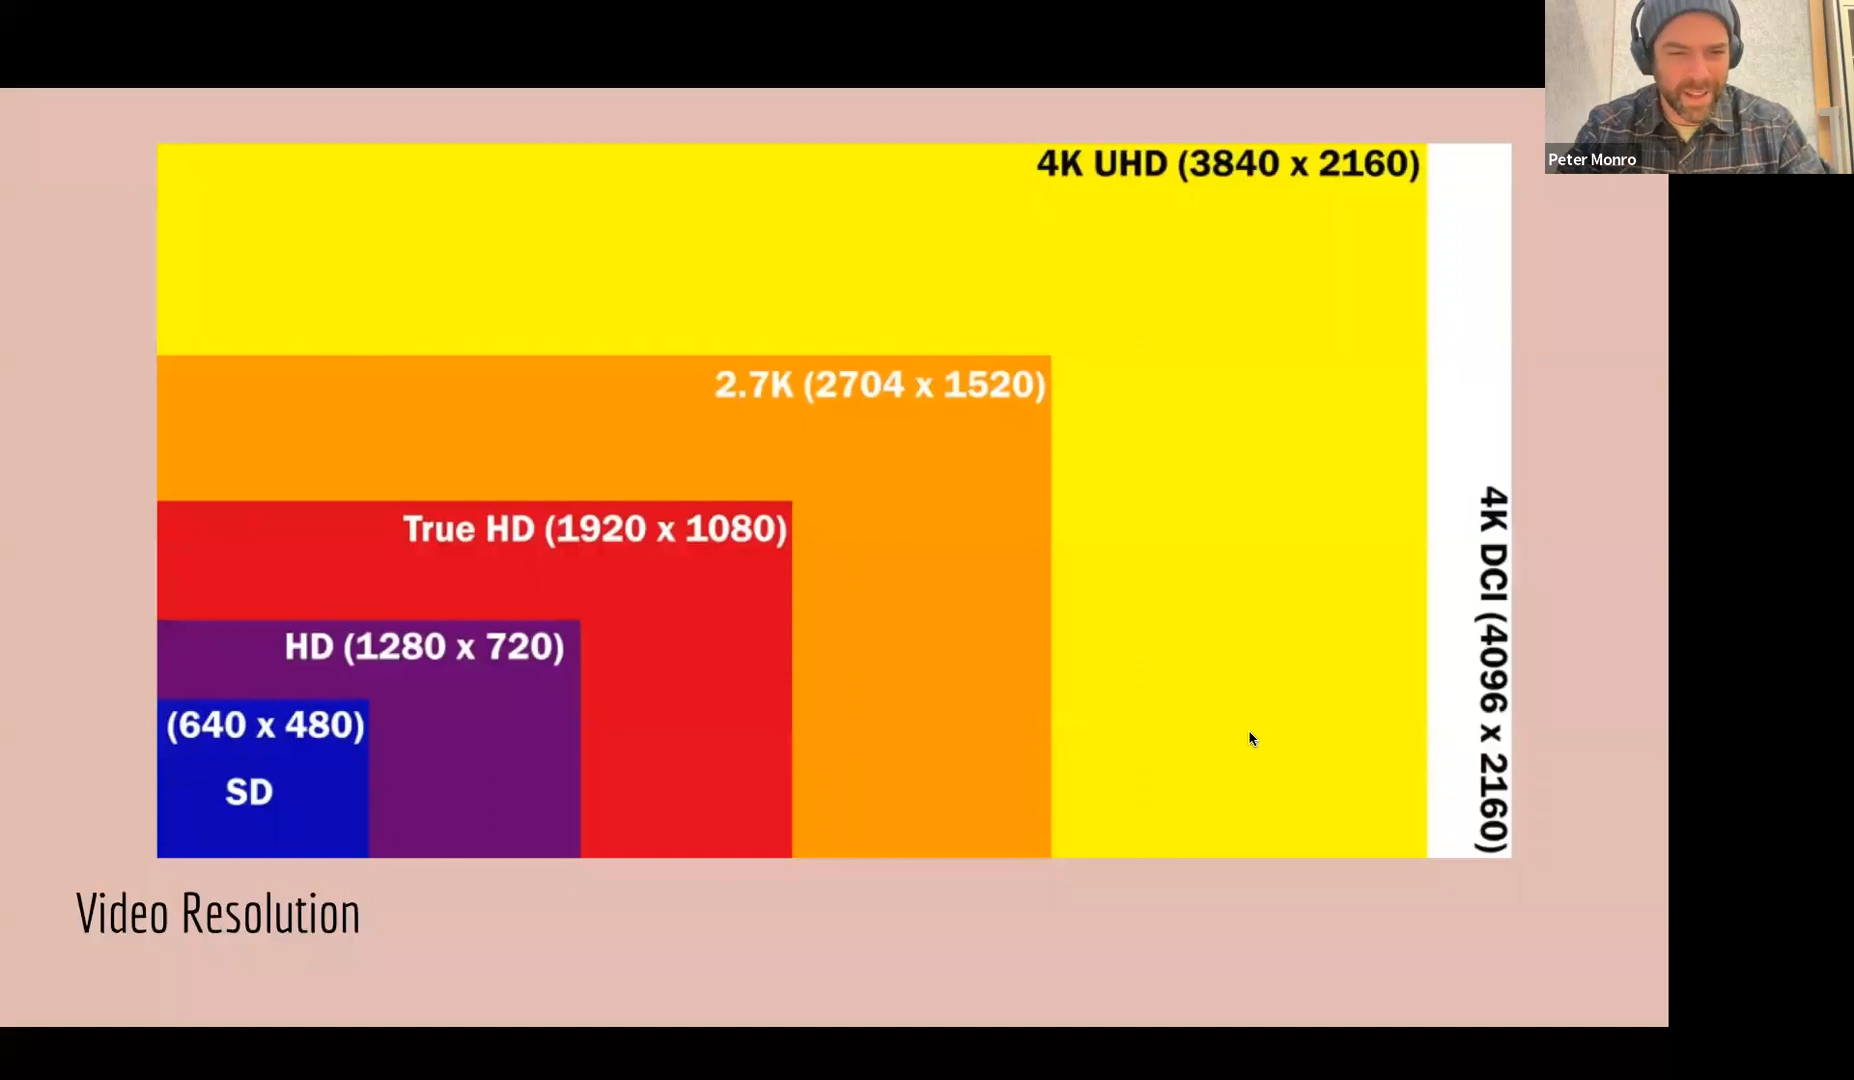 Peter Monro
4K UHD (3840 x 2160)
2.7K (2704 x 1520)
True HD (1920 x 1080)
HD (1280 x 720)
(640 x 480)
SD
4K DCI (4096 x 2160)
Video Resolution